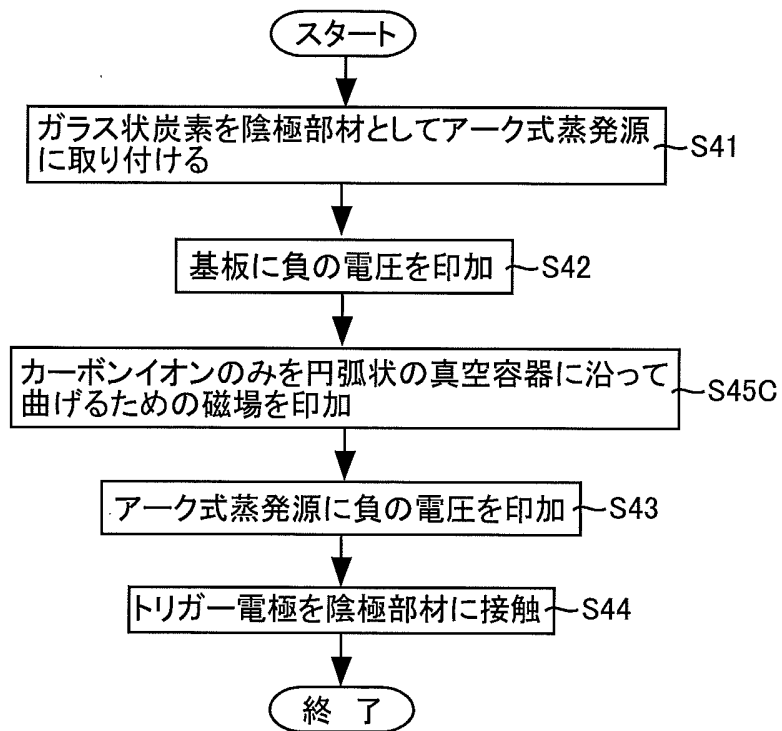 スタート
ガラス状炭素を陰極部材としてアーク式蒸発源
に取り付ける
S41
基板に負の電圧を印加
S42
カーボンイオンのみを円弧状の真空容器に沿って
曲げるための磁場を印加
S45C
アーク式蒸発源に負の電圧を印加
S43
トリガー電極を陰極部材に接触
S44
終 了